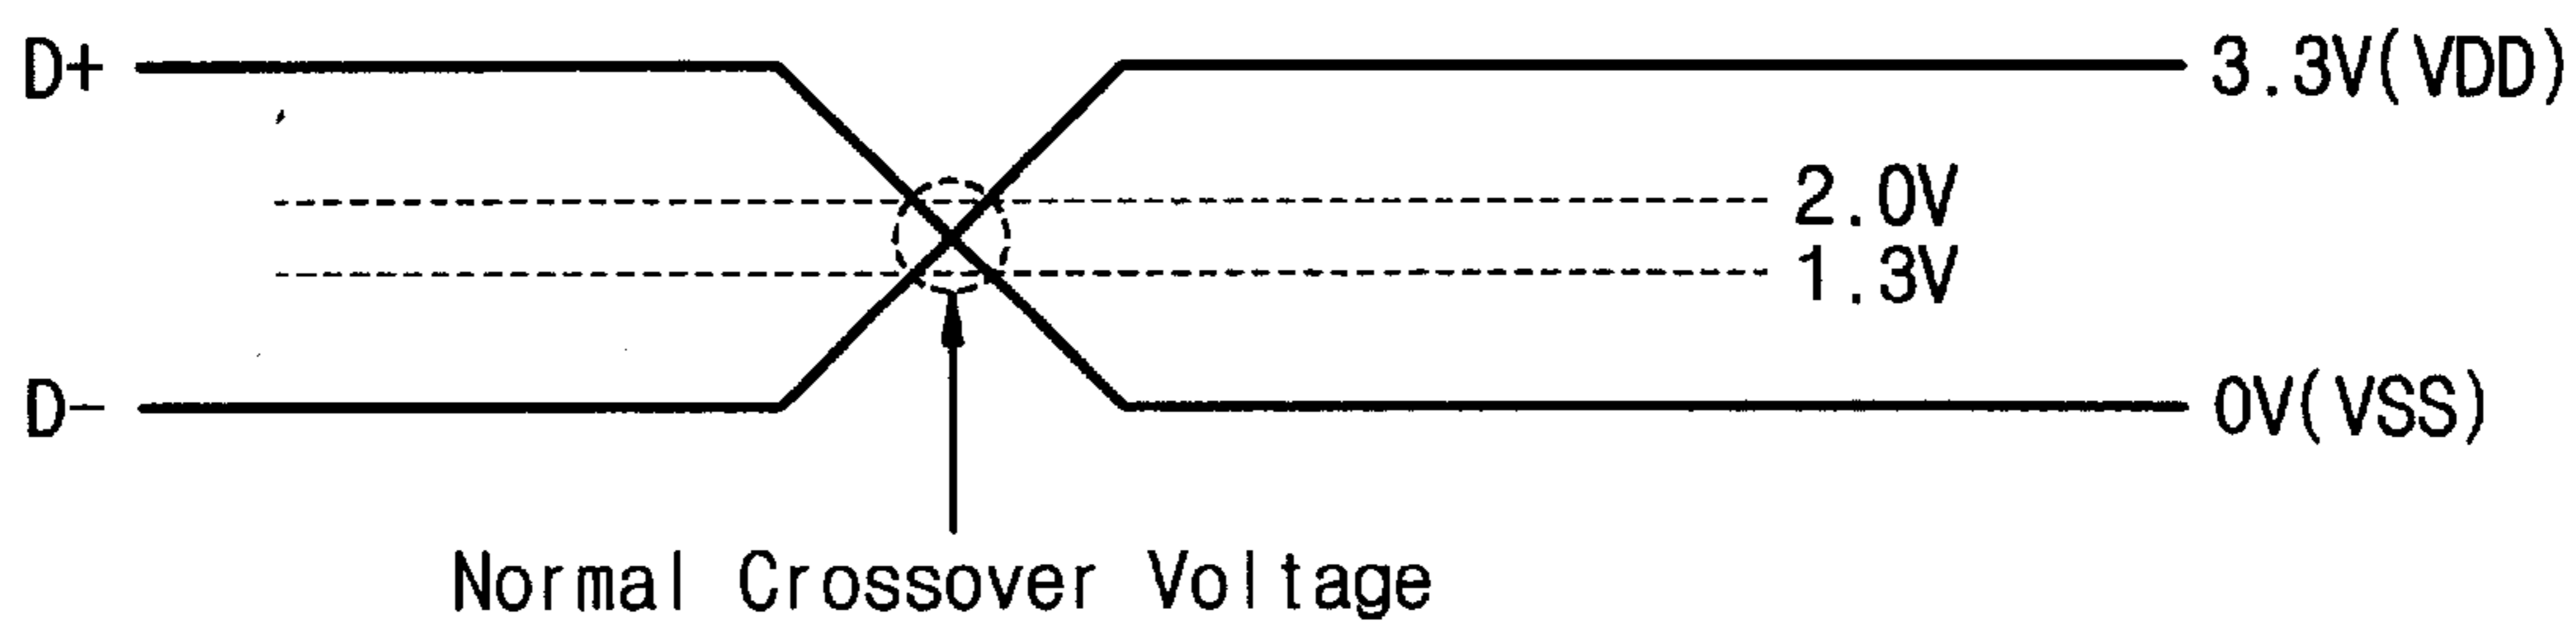 D+ 3.3V(VDD)
2.0V
1.3V
D- 0V(VSS)
Normal Crossover Voltage